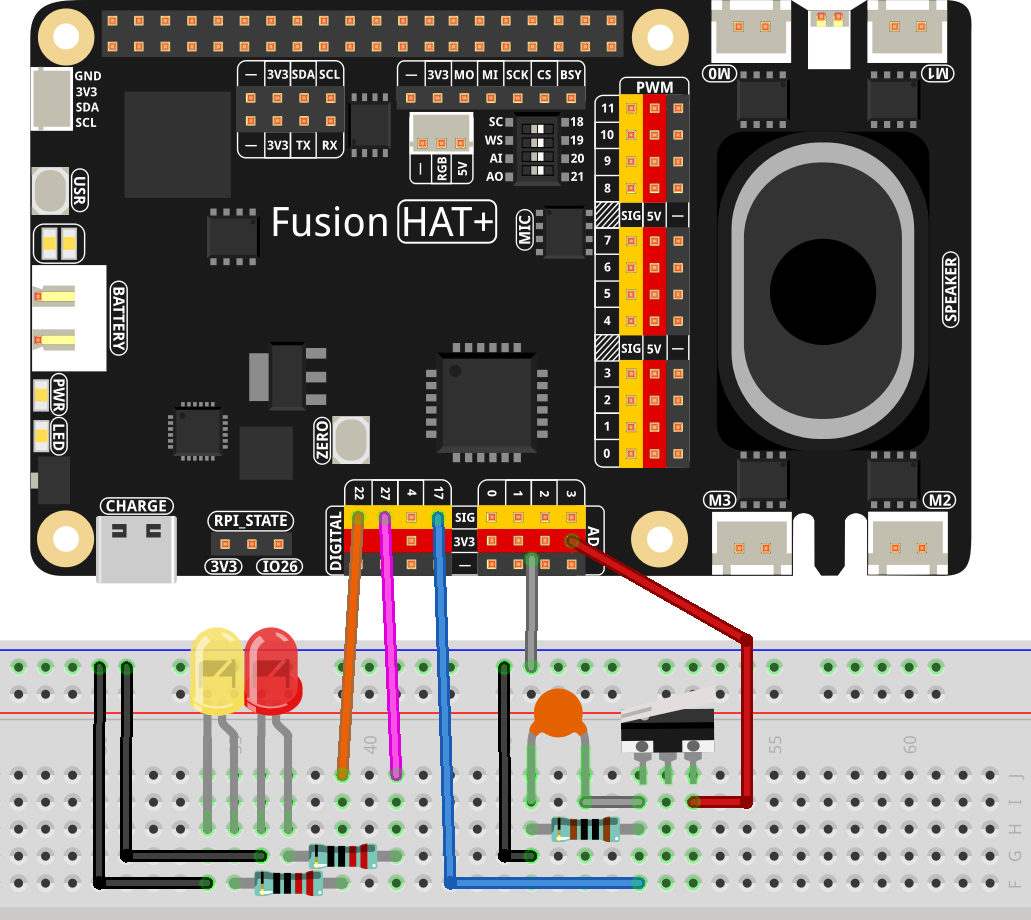 GND
3V3
SDA
SCL
— 3V3 SDA SCL
— 3V3 TX RX
— 3V3 MO MI SCK CS BSY
— RGB 5V
SC 18
WS 19
AI 20
AO 21
PWM
11
10
9
8
SIG 5V —
7
6
5
4
SIG 5V —
3
2
1
0
M0
M1
USR
Fusion HAT+
MIC
SPEAKER
BATTERY
PWR
LED
ZERO
CHARGE
RPI_STATE
3V3 IO26
DIGITAL
22 27 4 17
SIG
3V3
—
0 1 2 3
AD
M3
M2
40
55
60
J
I
H
G
F